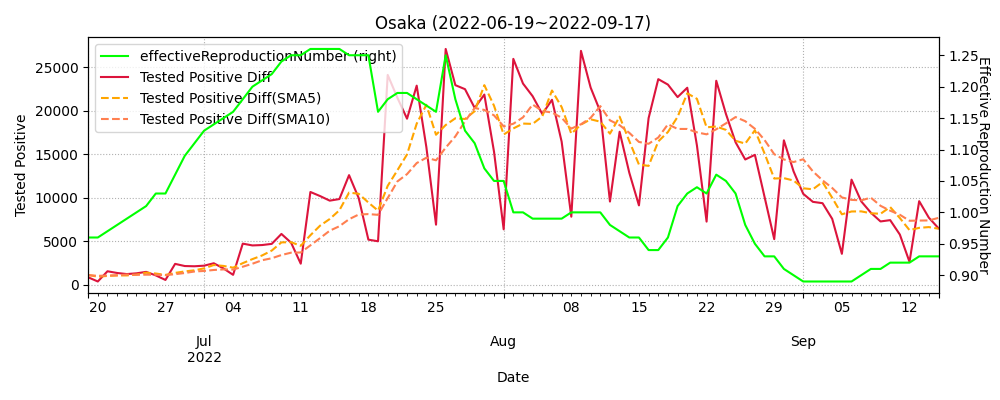 Osaka (2022-06-19~2022-09-17)
effectiveReproductionNumber (right)
Tested Positive Diff
Tested Positive Diff(SMA5)
Tested Positive Diff(SMA10)
Tested Positive
25000
20000
15000
10000
5000
0
1.25
1.20
1.15
1.10
1.05
1.00
0.95
0.90
Effective Reproduction Number
20 27 04 11 18 25 08 15 22 29 05 12
Jul Aug Sep
2022
Date